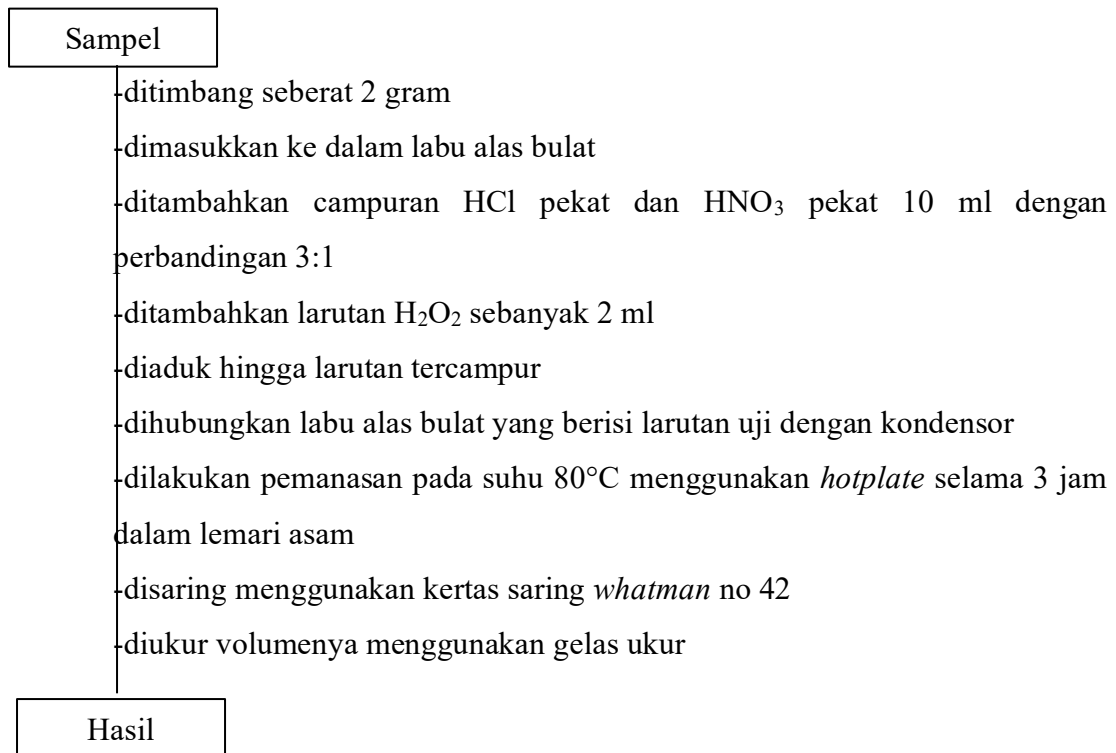 Sampel
-ditimbang seberat 2 gram
-dimasukkan ke dalam labu alas bulat
-ditambahkan campuran HCl pekat dan HNO₃ pekat 10 ml dengan
perbandingan 3:1
-ditambahkan larutan H₂O₂ sebanyak 2 ml
-diaduk hingga larutan tercampur
-dihubungkan labu alas bulat yang berisi larutan uji dengan kondensor
-dilakukan pemanasan pada suhu 80°C menggunakan hotplate selama 3 jam
dalam lemari asam
-disaring menggunakan kertas saring whatman no 42
-diukur volumenya menggunakan gelas ukur
Hasil